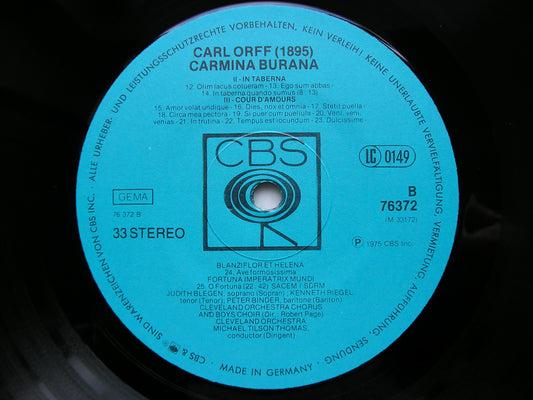 ALLE URHEBER- UND LEISTUNGSSCHUTZRECHTE VORBEHALTEN. KEIN VERLEIH! KEINE UNERLAUBTE VERVIELFÄLTIGUNG, VERMIETUNG, AUFFÜHRUNG, SENDUNG.
CARL ORFF (1895)
CARMINA BURANA
II - IN TABERNA
12. Olim lacus colueram - 13. Ego sum abbas -
14. In taberna quando sumus (8 : 13)
III - COUR D'AMOURS
15. Amor volat undique - 16. Dies, nox et omnia - 17. Stetit puella -
18. Circa mea pectora - 19. Si puer cum puellula - 20. Veni, veni,
venias - 21. In trutina - 22. Tempus est iocundum - 23. Dulcissime -
CBS
LC 0149
GEMA
76 372 B
33 STEREO
B
76372
(M 33172)
P 1975 CBS Inc.
BLANZIFLOR ET HELENA
24. Ave formosissima
FORTUNA IMPERATRIX MUNDI
25. O Fortuna (22 : 42) SACEM / SDRM
JUDITH BLEGEN, soprano (Sopran) ; KENNETH RIEGEL,
tenor (Tenor); PETER BINDER, baritone (Bariton)
CLEVELAND ORCHESTRA CHORUS
AND BOYS CHOIR (Dir. : Robert Page)
CLEVELAND ORCHESTRA
MICHAEL TILSON THOMAS,
conductor (Dirigent)
CBS & SIND WARENZEICHEN VON CBS INC.
MADE IN GERMANY